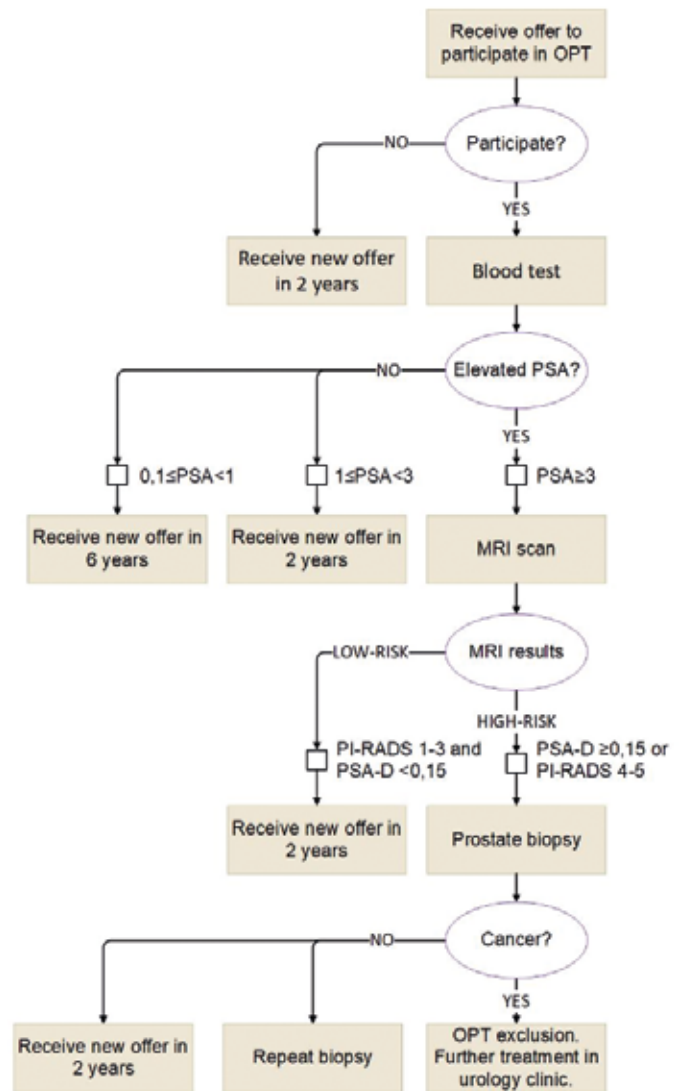 Receive offer to
participate in OPT
Participate?
NO
YES
Receive new offer
in 2 years
Blood test
Elevated PSA?
NO
YES
0,1≤PSA<1
1≤PSA<3
PSA≥3
Receive new offer in
6 years
Receive new offer in
2 years
MRI scan
MRI results
LOW-RISK
HIGH-RISK
PI-RADS 1-3 and
PSA-D <0,15
PSA-D ≥0,15 or
PI-RADS 4-5
Receive new offer in
2 years
Prostate biopsy
Cancer?
NO
YES
Receive new offer in
2 years
Repeat biopsy
OPT exclusion.
Further treatment in
urology clinic.